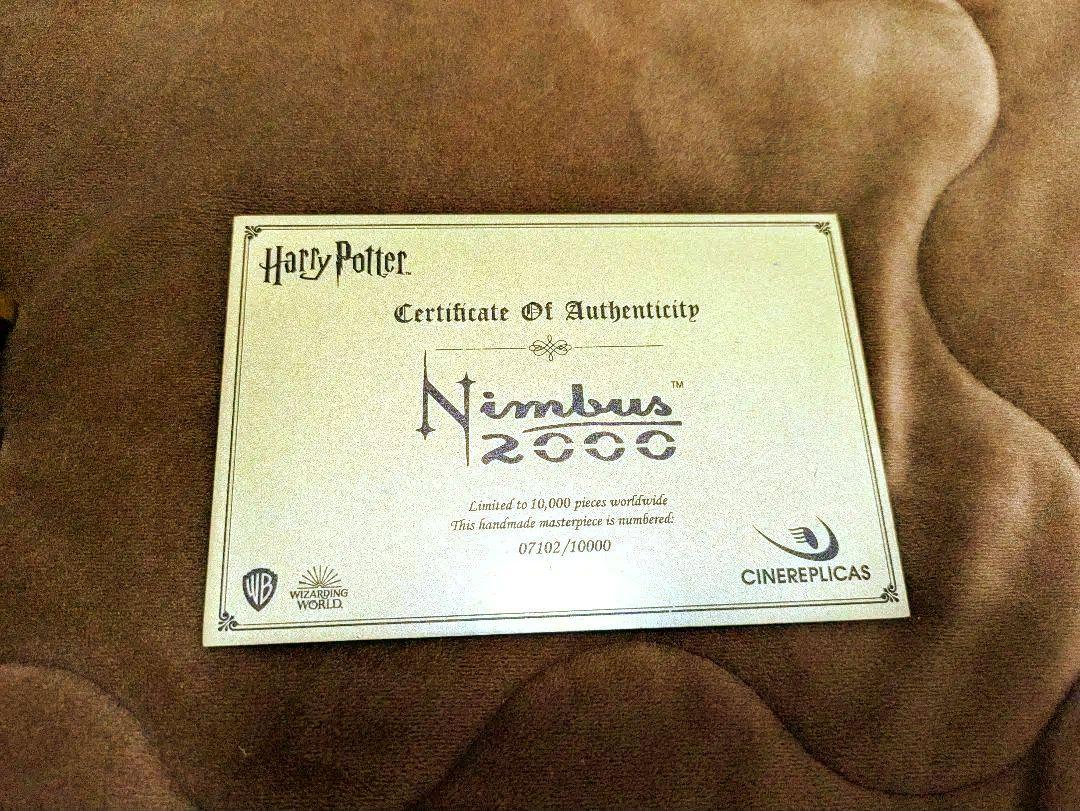 Harry Potter™
Certificate Of Authenticity
Nimbus™
2000
Limited to 10,000 pieces worldwide
This handmade masterpiece is numbered:
07102/10000
WB
WIZARDING
WORLD
CINEREPLICAS